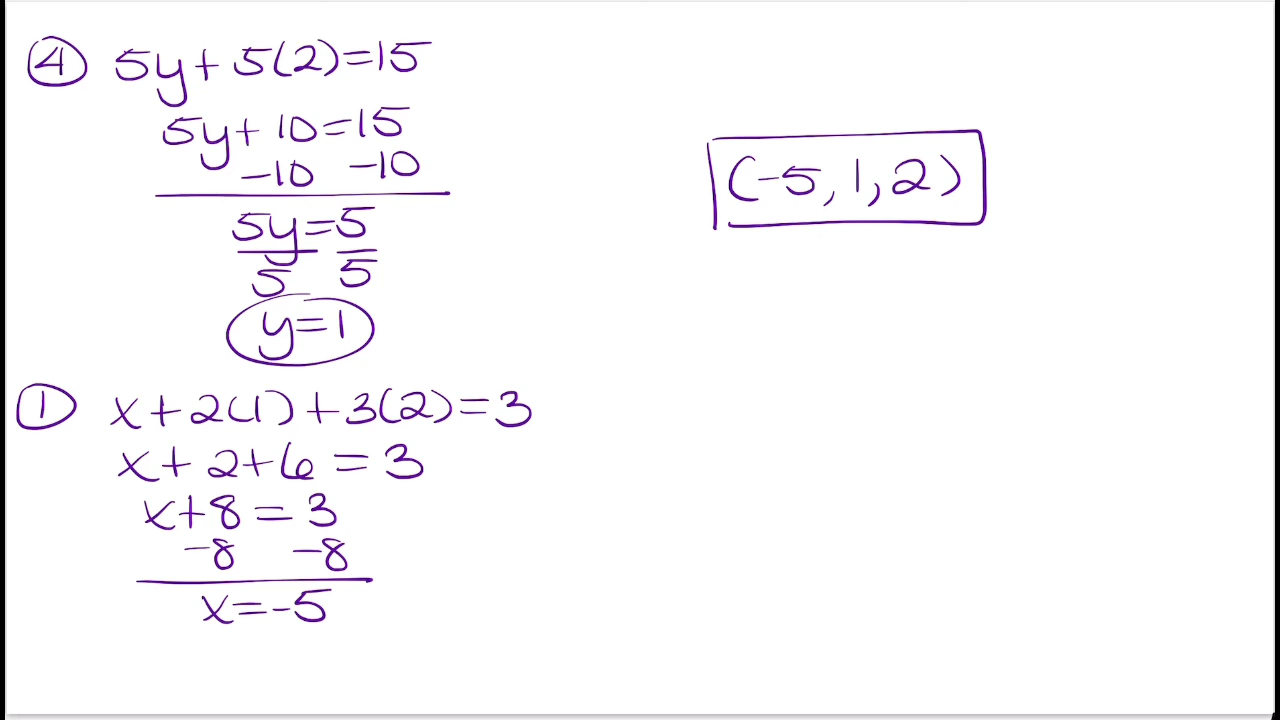 ④ 5y + 5(2) = 15
5y + 10 = 15
-10 -10
5y = 5
5 5
y = 1
① x + 2(1) + 3(2) = 3
x + 2 + 6 = 3
x + 8 = 3
-8 -8
x = -5
(-5, 1, 2)